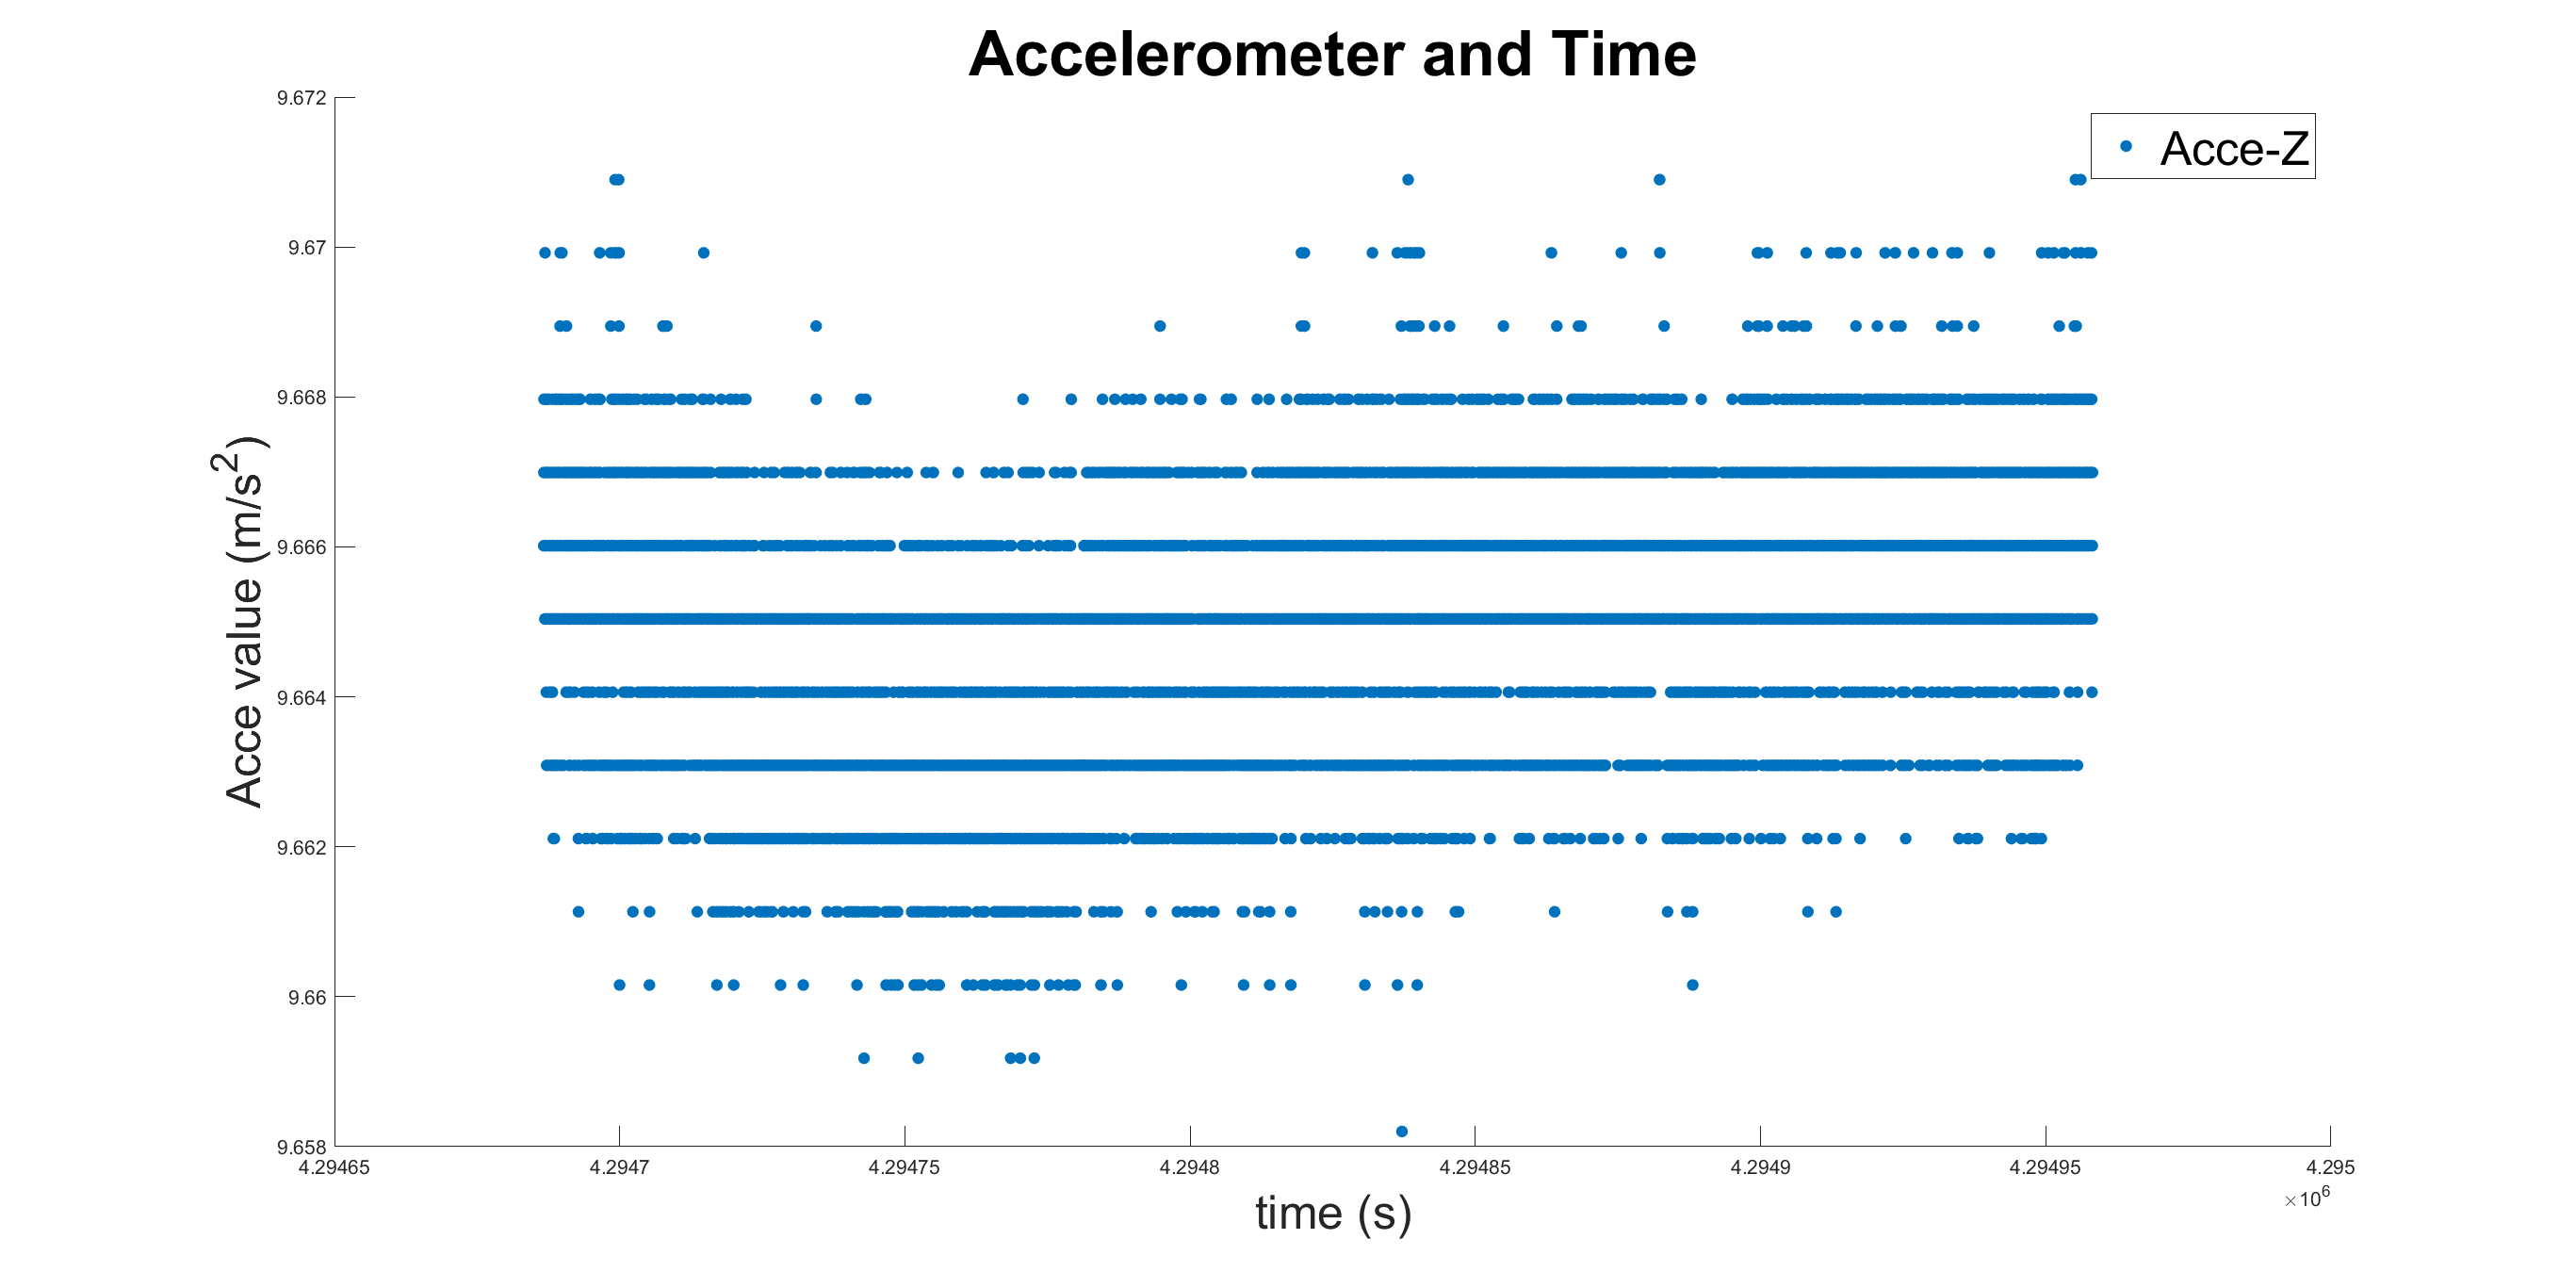 Accelerometer and Time
Acce-Z
Acce value (m/s²)
9.672
9.67
9.668
9.666
9.664
9.662
9.66
9.658
4.29465 4.2947 4.29475 4.2948 4.29485 4.2949 4.29495 4.295
×10⁶
time (s)